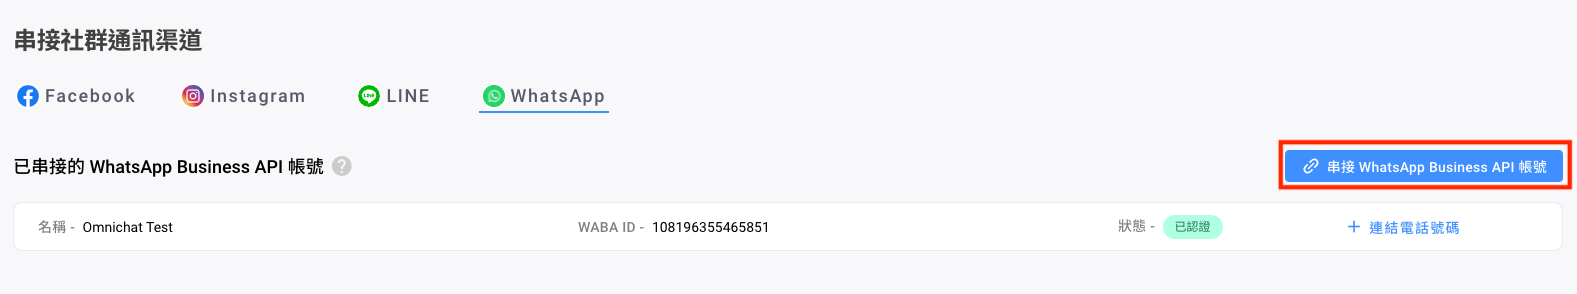 串接社群通訊渠道
Facebook Instagram LINE WhatsApp
已串接的 WhatsApp Business API 帳號 ?
串接 WhatsApp Business API 帳號
名稱 - Omnichat Test WABA ID - 108196355465851 狀態 - 已認證 + 連結電話號碼